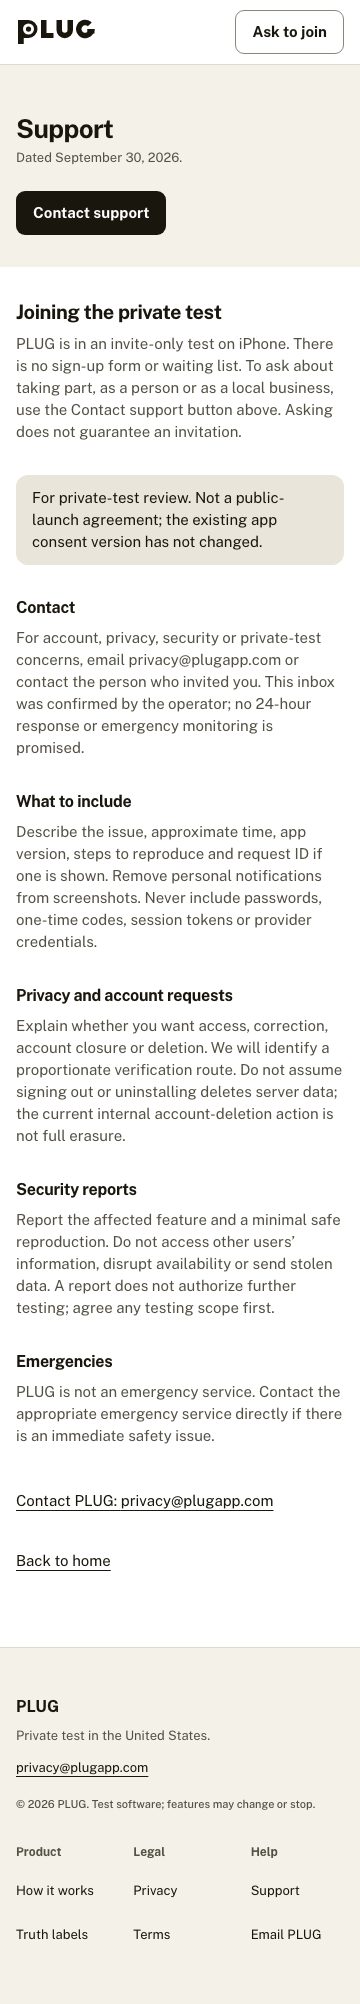 PLUG
Ask to join
Support
Dated September 30, 2026.
Contact support
Joining the private test
PLUG is in an invite-only test on iPhone. There
is no sign-up form or waiting list. To ask about
taking part, as a person or as a local business,
use the Contact support button above. Asking
does not guarantee an invitation.
For private-test review. Not a public-
launch agreement; the existing app
consent version has not changed.
Contact
For account, privacy, security or private-test
concerns, email privacy@plugapp.com or
contact the person who invited you. This inbox
was confirmed by the operator; no 24-hour
response or emergency monitoring is
promised.
What to include
Describe the issue, approximate time, app
version, steps to reproduce and request ID if
one is shown. Remove personal notifications
from screenshots. Never include passwords,
one-time codes, session tokens or provider
credentials.
Privacy and account requests
Explain whether you want access, correction,
account closure or deletion. We will identify a
proportionate verification route. Do not assume
signing out or uninstalling deletes server data;
the current internal account-deletion action is
not full erasure.
Security reports
Report the affected feature and a minimal safe
reproduction. Do not access other users’
information, disrupt availability or send stolen
data. A report does not authorize further
testing; agree any testing scope first.
Emergencies
PLUG is not an emergency service. Contact the
appropriate emergency service directly if there
is an immediate safety issue.
Contact PLUG: privacy@plugapp.com
Back to home
PLUG
Private test in the United States.
privacy@plugapp.com
© 2026 PLUG. Test software; features may change or stop.
Product
How it works
Truth labels
Legal
Privacy
Terms
Help
Support
Email PLUG